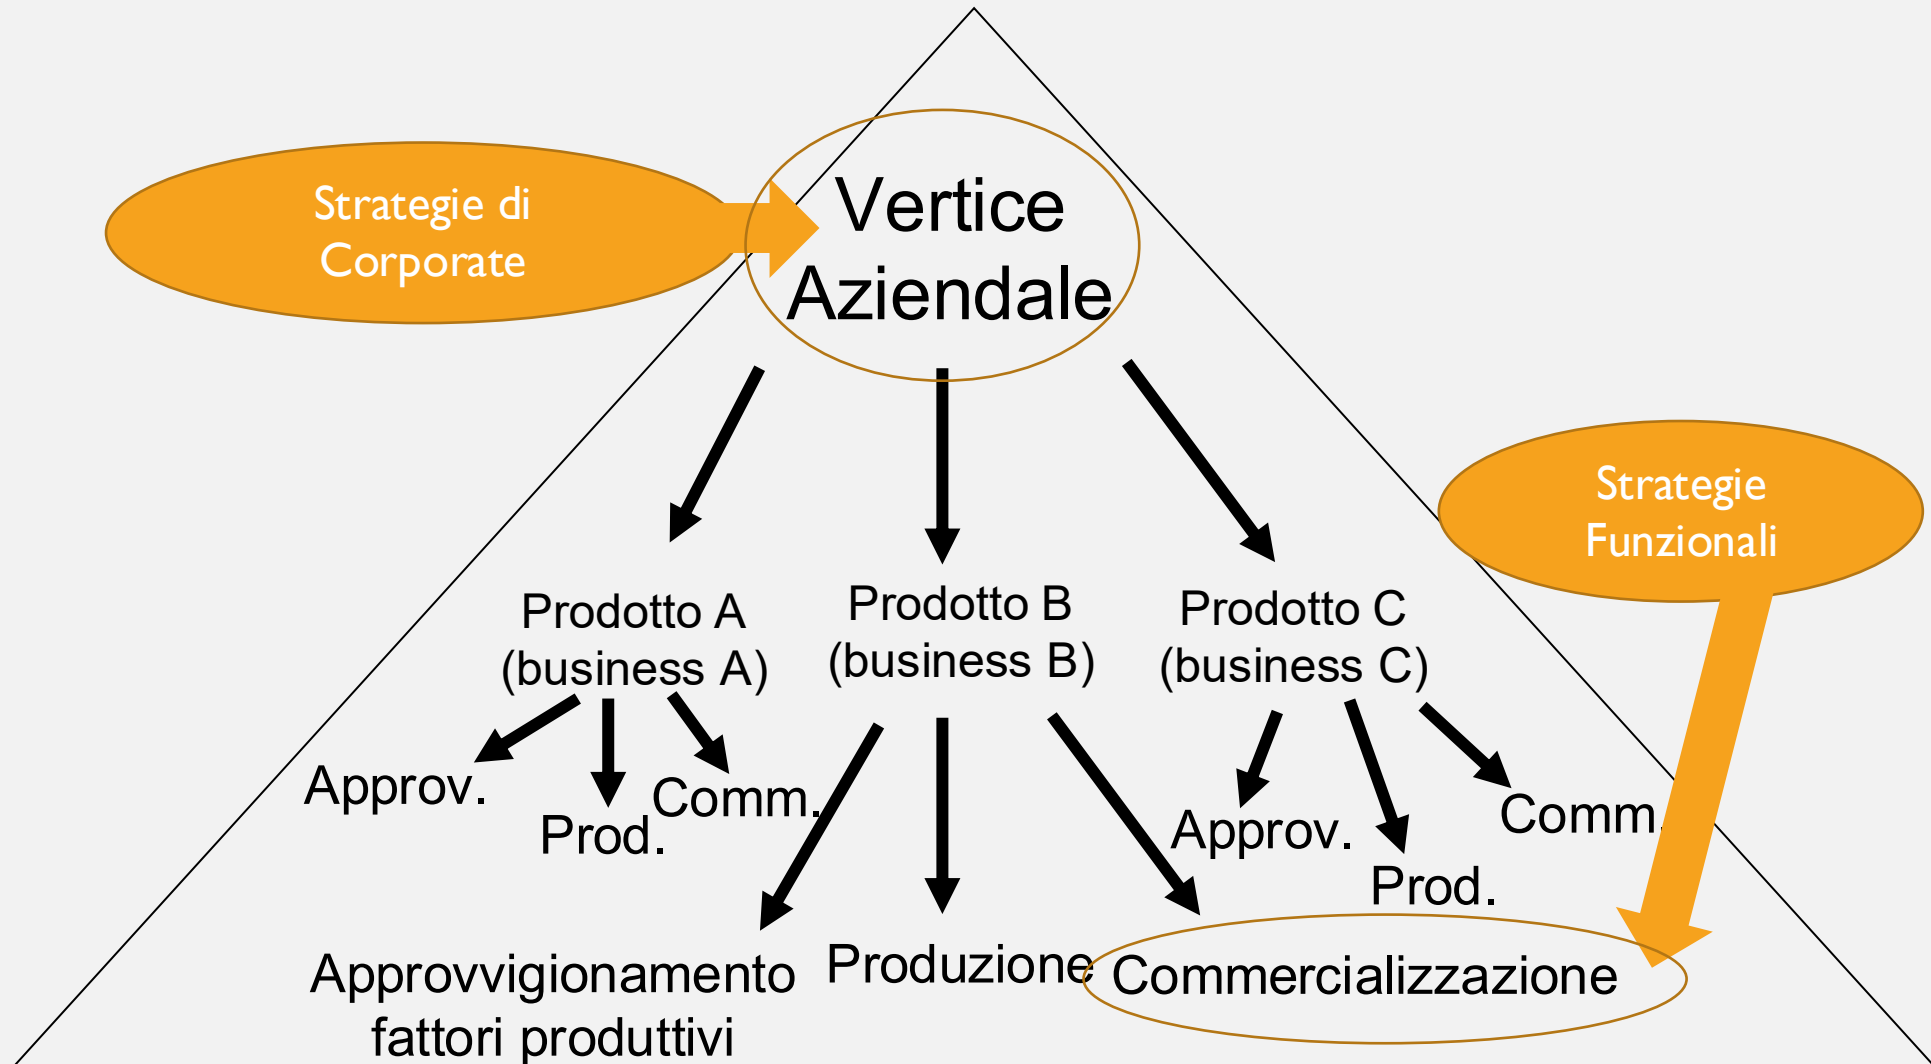 Strategie di
Corporate
Vertice
Aziendale
Strategie
Funzionali
Prodotto A
(business A)
Prodotto B
(business B)
Prodotto C
(business C)
Approv.
Prod.
Comm.
Approv.
Prod.
Comm.
Approvvigionamento
fattori produttivi
Produzione
Commercializzazione